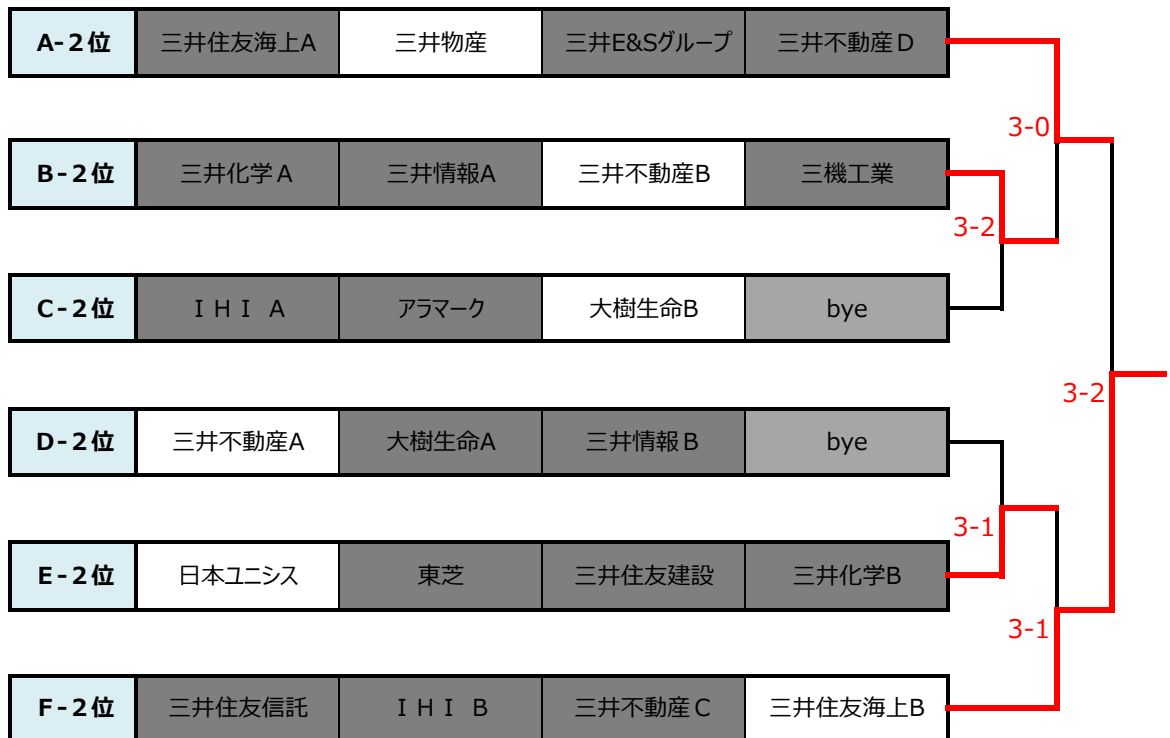 A-2位 三井住友海上A 三井物産 三井E&Sグループ 三井不動産D
3-0
B-2位 三井化学A 三井情報A 三井不動産B 三機工業
3-2
C-2位 ＩＨＩ Ａ アラマーク 大樹生命B bye
3-2
D-2位 三井不動産A 大樹生命A 三井情報B bye
3-1
E-2位 日本ユニシス 東芝 三井住友建設 三井化学B
3-1
F-2位 三井住友信託 ＩＨＩ Ｂ 三井不動産C 三井住友海上B